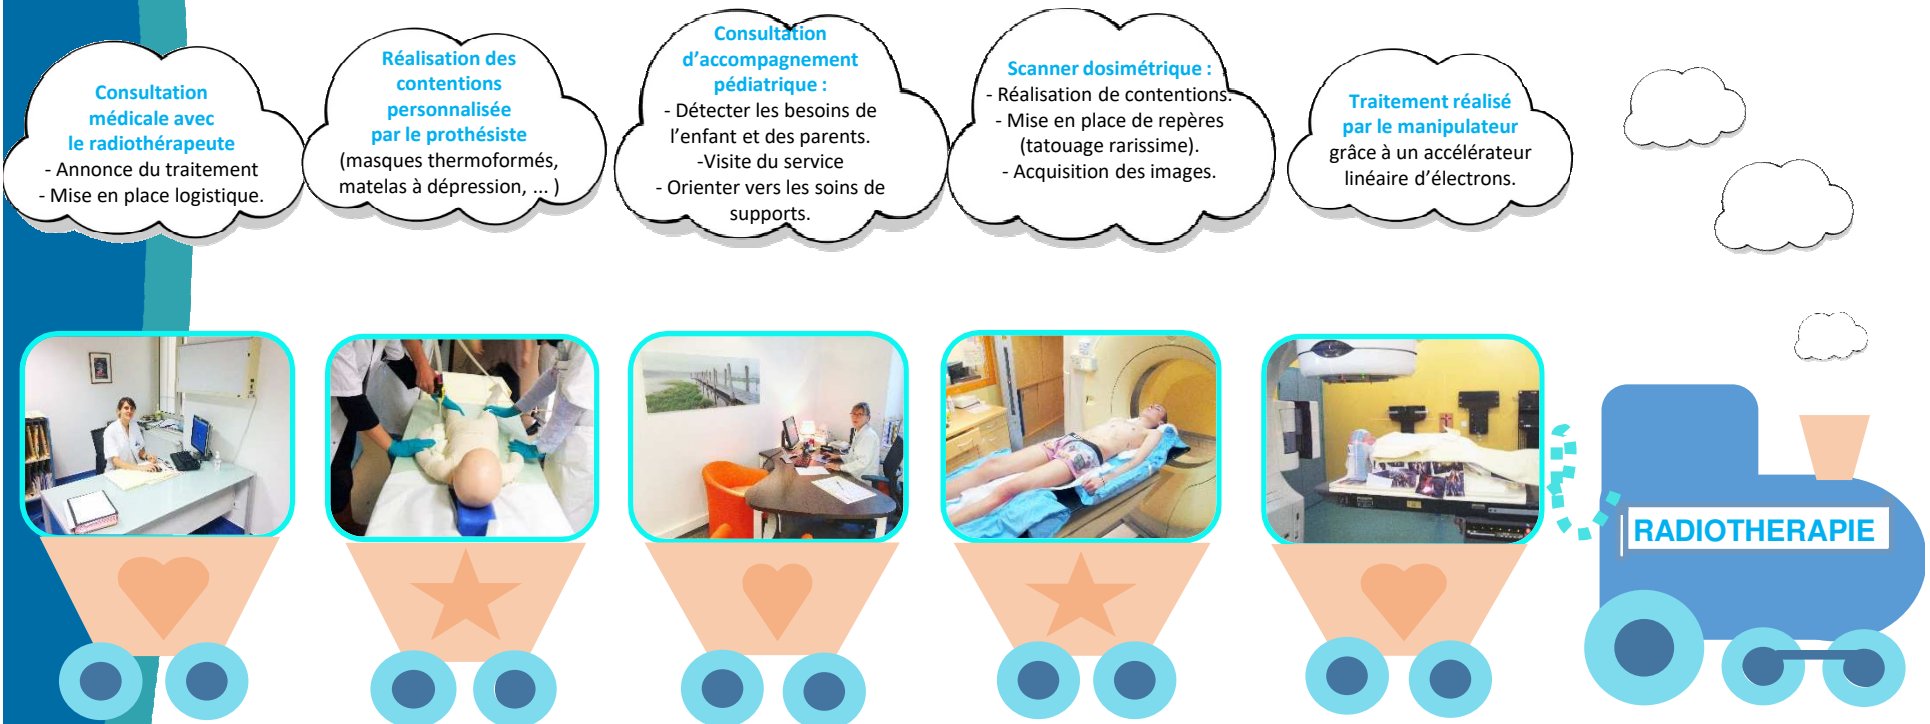 Consultation
médicale avec
le radiothérapeute
- Annonce du traitement
- Mise en place logistique.
Réalisation des
contentions
personnalisée
par le prothésiste
(masques thermoformés,
matelas à dépression, ... )
Consultation
d’accompagnement
pédiatrique :
- Détecter les besoins de
l’enfant et des parents.
-Visite du service
- Orienter vers les soins de
supports.
Scanner dosimétrique :
- Réalisation de contentions.
- Mise en place de repères
(tatouage rarissime).
- Acquisition des images.
Traitement réalisé
par le manipulateur
grâce à un accélérateur
linéaire d’électrons.
RADIOTHERAPIE